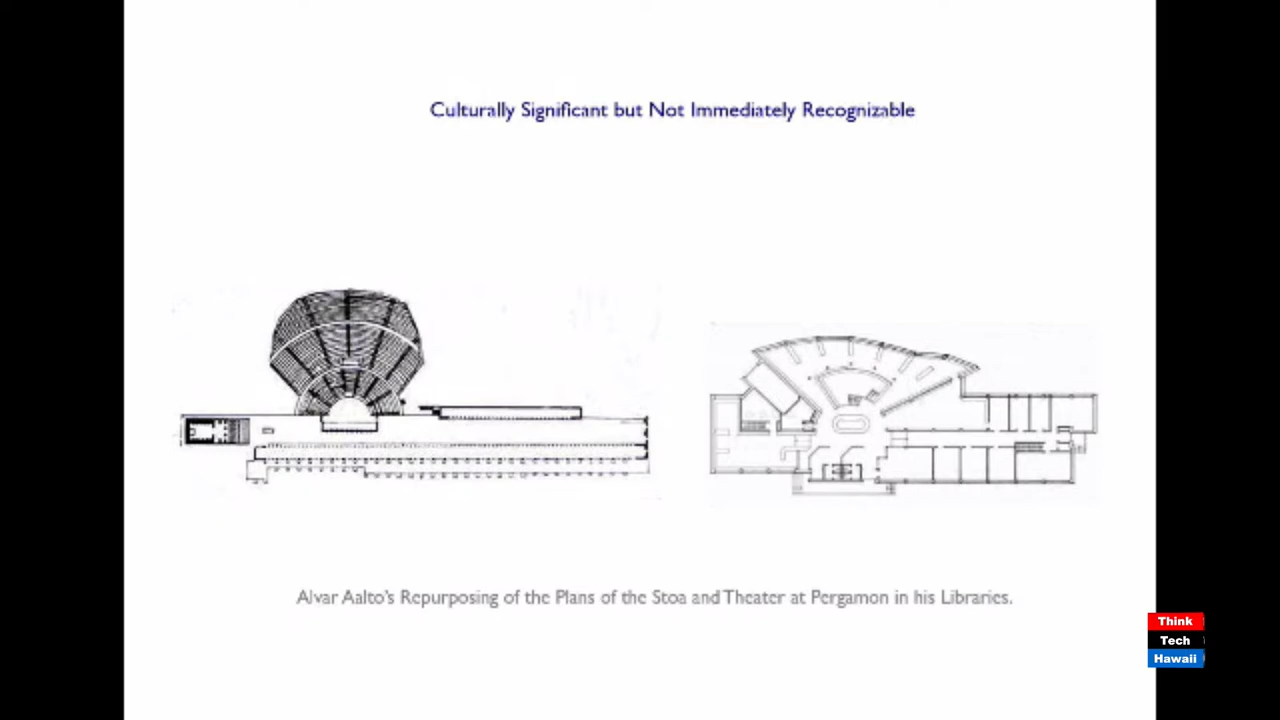 Culturally Significant but Not Immediately Recognizable
Alvar Aalto's Repurposing of the Plans of the Stoa and Theater at Pergamon in his Libraries.
Think
Tech
Hawaii